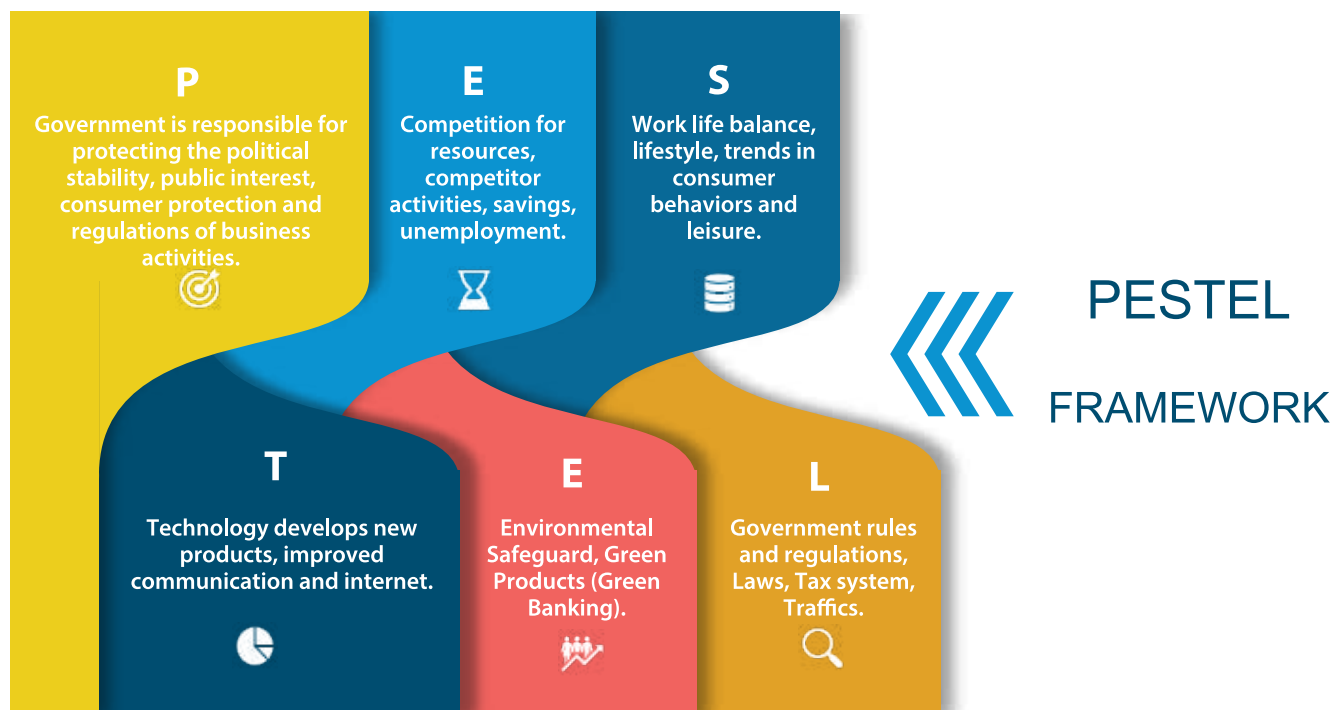 P
Government is responsible for
protecting the political
stability, public interest,
consumer protection and
regulations of business
activities.
E
Competition for
resources,
competitor
activities, savings,
unemployment.
S
Work life balance,
lifestyle, trends in
consumer
behaviors and
leisure.
T
Technology develops new
products, improved
communication and internet.
E
Environmental
Safeguard, Green
Products (Green
Banking).
L
Government rules
and regulations,
Laws, Tax system,
Traffics.
PESTEL
FRAMEWORK